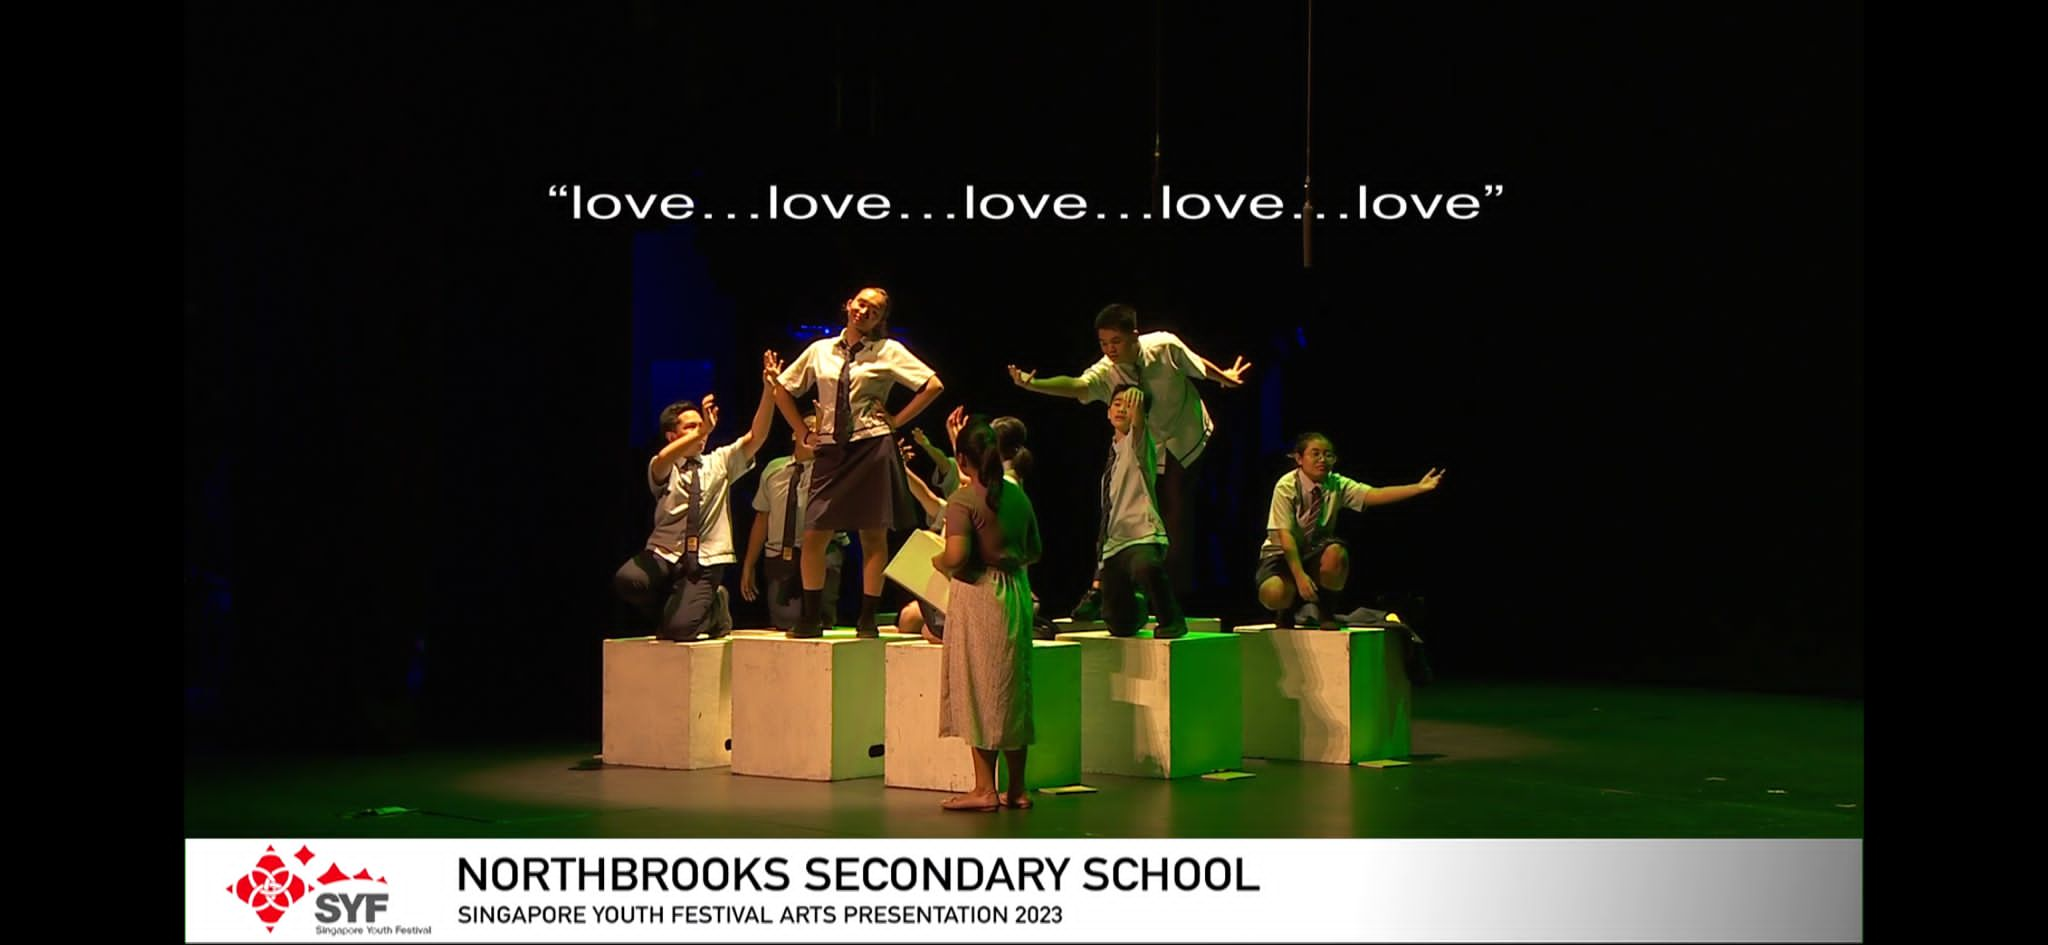 “love...love...love...love...love”
NORTHBROOKS SECONDARY SCHOOL
SINGAPORE YOUTH FESTIVAL ARTS PRESENTATION 2023
SYF
Singapore Youth Festival